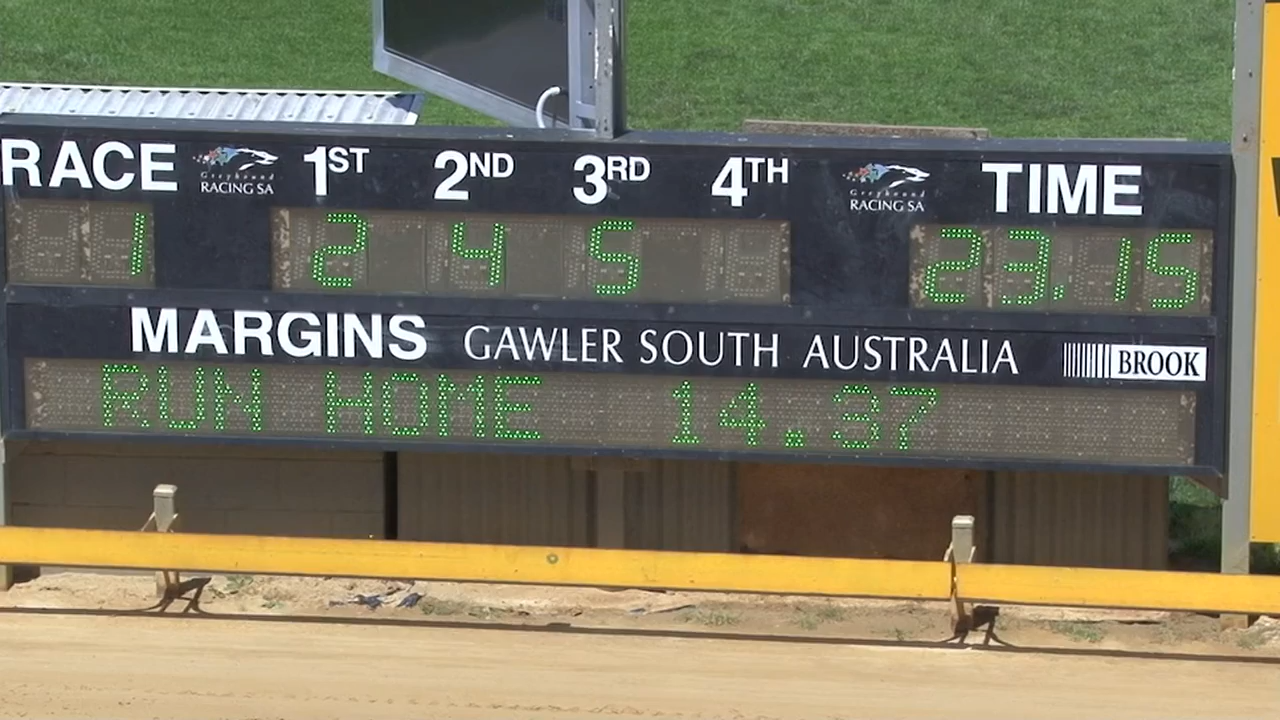 RACE Greyhound RACING SA 1ST 2ND 3RD 4TH Greyhound RACING SA TIME
1 2 4 5 23.15
MARGINS GAWLER SOUTH AUSTRALIA BROOK
RUN HOME 14.37